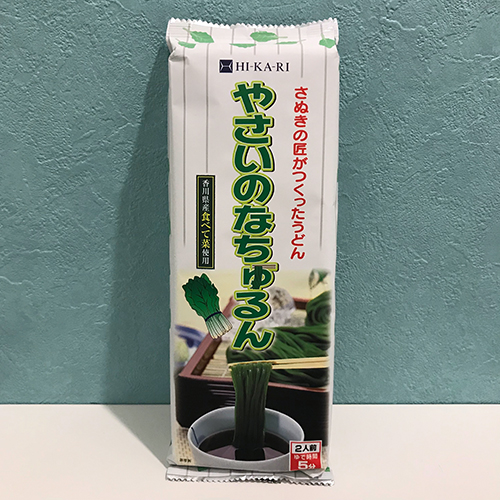 HI-KA-RI
さぬきの匠がつくったうどん
やさいのなちゅるん
香川県産食べて菜使用
2人前
ゆで時間
5分